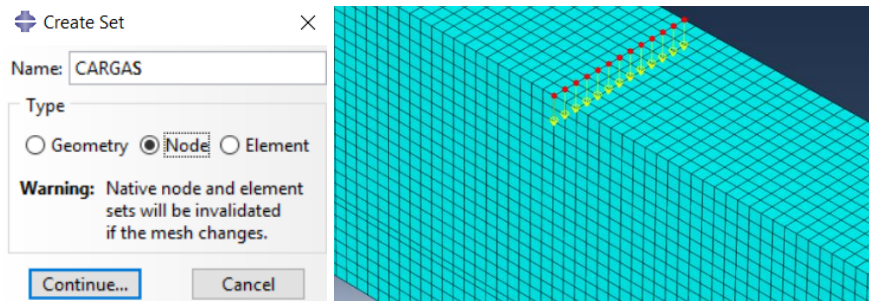 Create Set
Name: CARGAS
Type
Geometry Node Element
Warning: Native node and element
sets will be invalidated
if the mesh changes.
Continue... Cancel